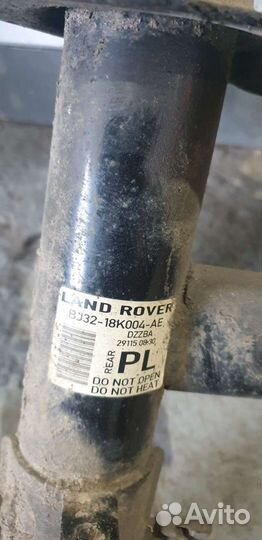 LAND ROVER
BJ32-18K004-AE
DZZBA
29115 08:30
REAR PL
DO NOT OPEN
DO NOT HEAT
Avito